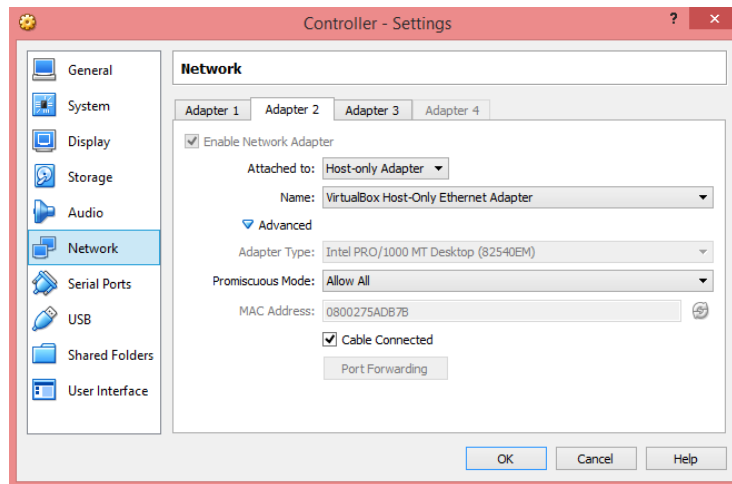 Controller - Settings
? ×
General
System
Display
Storage
Audio
Network
Serial Ports
USB
Shared Folders
User Interface
Network
Adapter 1 Adapter 2 Adapter 3 Adapter 4
Enable Network Adapter
Attached to: Host-only Adapter
Name: VirtualBox Host-Only Ethernet Adapter
Advanced
Adapter Type: Intel PRO/1000 MT Desktop (82540EM)
Promiscuous Mode: Allow All
MAC Address: 0800275ADB7B
Cable Connected
Port Forwarding
OK Cancel Help